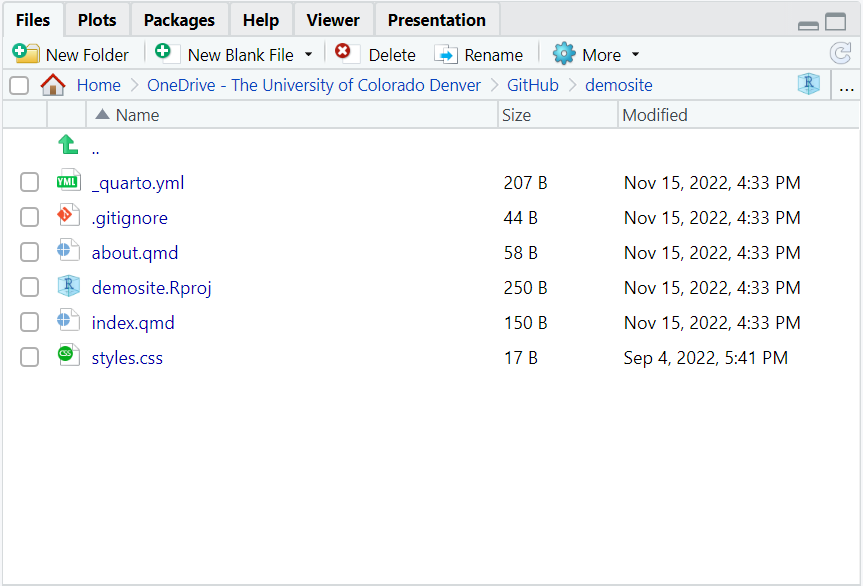 Files Plots Packages Help Viewer Presentation
New Folder New Blank File Delete Rename More
Home OneDrive - The University of Colorado Denver GitHub demosite R ...
Name Size Modified
..
YML _quarto.yml 207 B Nov 15, 2022, 4:33 PM
.gitignore 44 B Nov 15, 2022, 4:33 PM
about.qmd 58 B Nov 15, 2022, 4:33 PM
R demosite.Rproj 250 B Nov 15, 2022, 4:33 PM
index.qmd 150 B Nov 15, 2022, 4:33 PM
CSS styles.css 17 B Sep 4, 2022, 5:41 PM